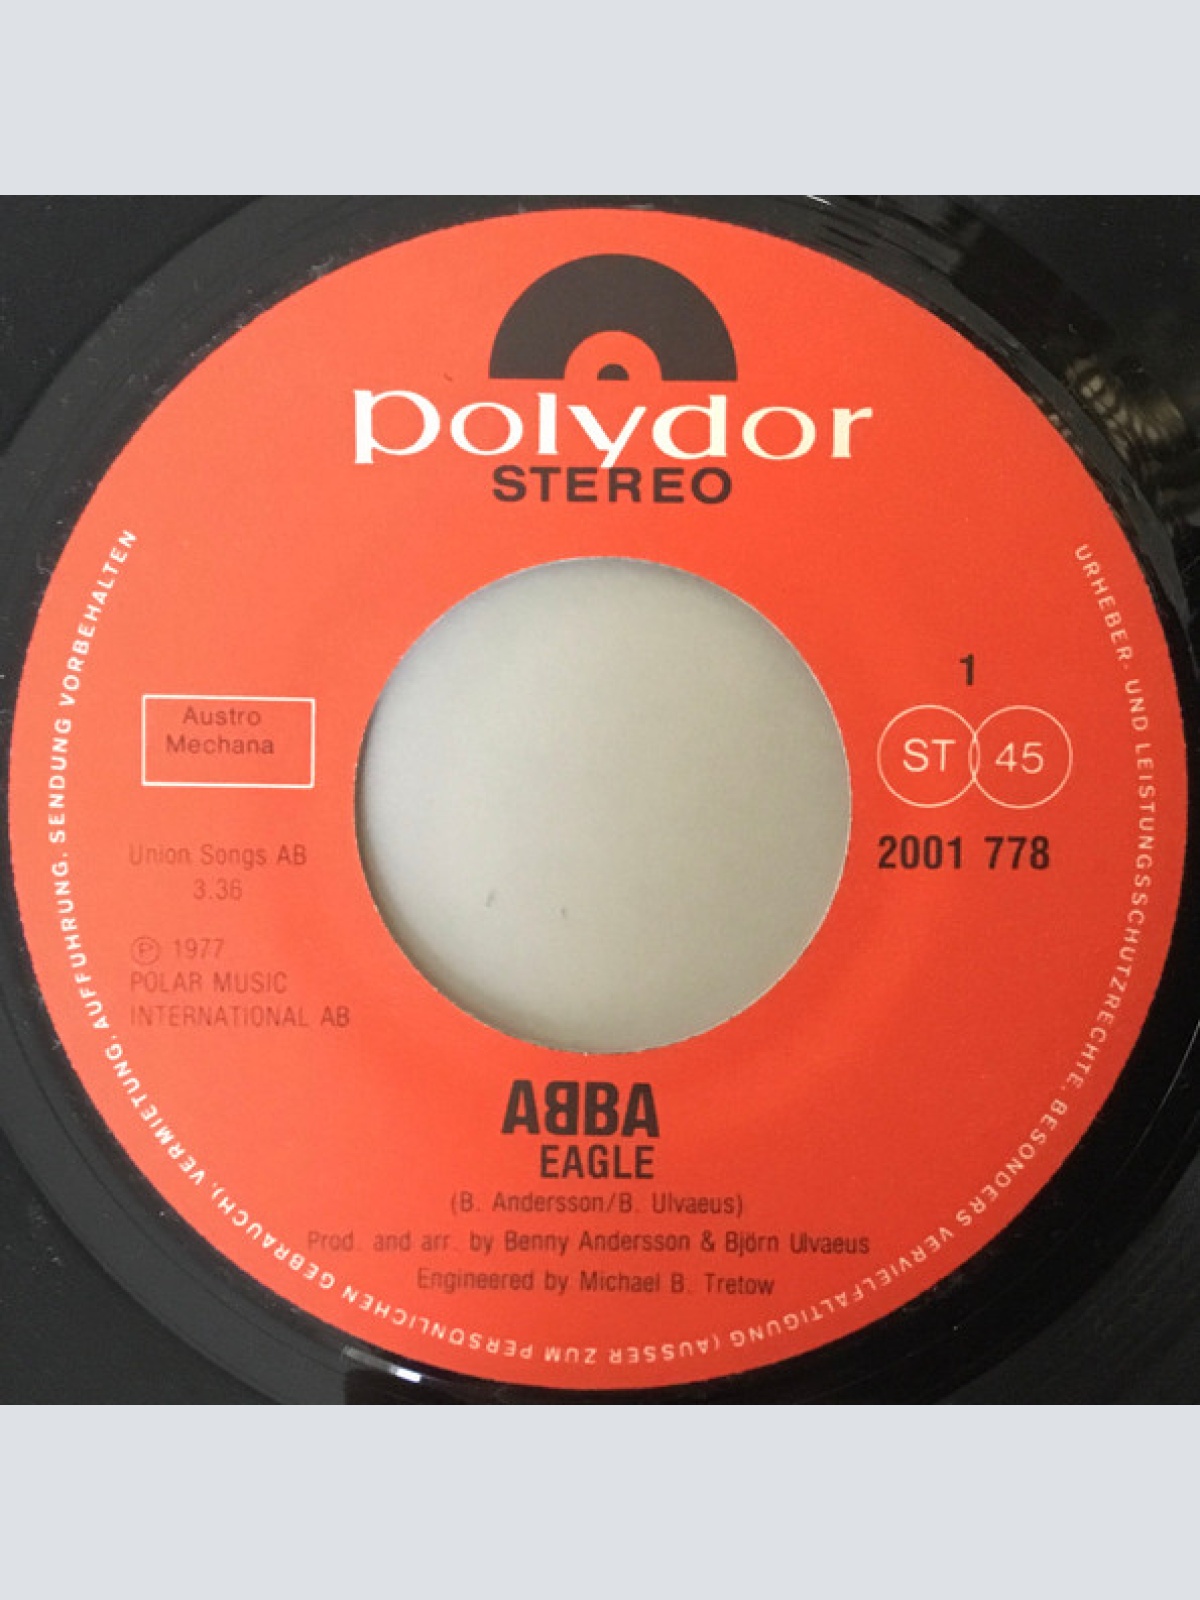 polydor
STEREO
Austro
Mechana
1
ST 45
2001 778
Union Songs AB
3.36
Ⓟ 1977
POLAR MUSIC
INTERNATIONAL AB
AᗺBA
EAGLE
(B. Andersson/B. Ulvaeus)
Prod. and arr. by Benny Andersson & Björn Ulvaeus
Engineered by Michael B. Tretow
URHEBER- UND LEISTUNGSSCHUTZRECHTE, BESONDERS VERVIELFÄLTIGUNG (AUSSER ZUM PERSÖNLICHEN GEBRAUCH), VERMIETUNG, AUFFÜHRUNG, SENDUNG VORBEHALTEN